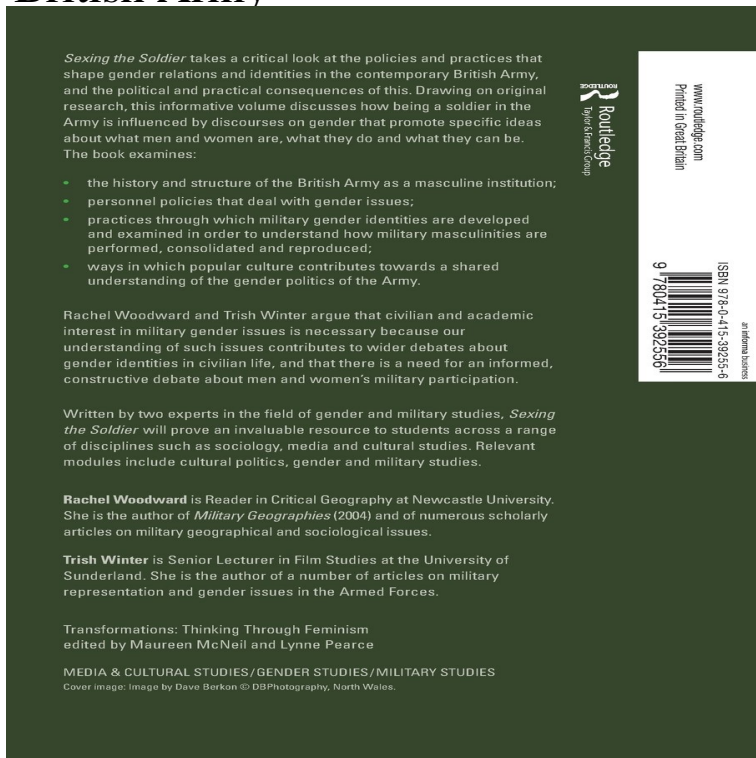 British Army
Sexing the Soldier takes a critical look at the policies and practices that
shape gender relations and identities in the contemporary British Army,
and the political and practical consequences of this. Drawing on original
research, this informative volume discusses how being a soldier in the
Army is influenced by discourses on gender that promote specific ideas
about what men and women are, what they do and what they can be.
The book examines:
• the history and structure of the British Army as a masculine institution;
• personnel policies that deal with gender issues;
• practices through which military gender identities are developed
and examined in order to understand how military masculinities are
performed, consolidated and reproduced;
• ways in which popular culture contributes towards a shared
understanding of the gender politics of the Army.
Rachel Woodward and Trish Winter argue that civilian and academic
interest in military gender issues is necessary because our
understanding of such issues contributes to wider debates about
gender identities in civilian life, and that there is a need for an informed,
constructive debate about men and women's military participation.
Written by two experts in the field of gender and military studies, Sexing
the Soldier will prove an invaluable resource to students across a range
of disciplines such as sociology, media and cultural studies. Relevant
modules include cultural politics, gender and military studies.
Rachel Woodward is Reader in Critical Geography at Newcastle University.
She is the author of Military Geographies (2004) and of numerous scholarly
articles on military geographical and sociological issues.
Trish Winter is Senior Lecturer in Film Studies at the University of
Sunderland. She is the author of a number of articles on military
representation and gender issues in the Armed Forces.
Transformations: Thinking Through Feminism
edited by Maureen McNeil and Lynne Pearce
MEDIA & CULTURAL STUDIES/GENDER STUDIES/MILITARY STUDIES
Cover image: Image by Dave Berkon © DBPhotography, North Wales.
ROUTLEDGE
Routledge
Taylor & Francis Group
www.routledge.com
Printed in Great Britain
ISBN 978-0-415-39255-6
9 780415 392556
an informa business